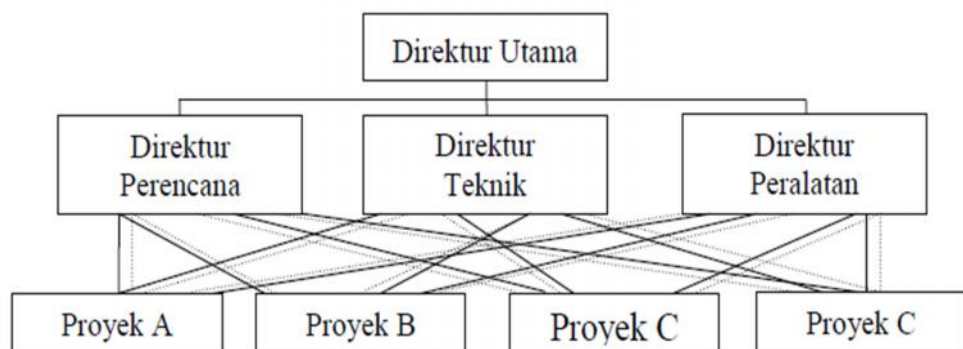 Direktur Utama
Direktur
Perencana
Direktur
Teknik
Direktur
Peralatan
Proyek A
Proyek B
Proyek C
Proyek C